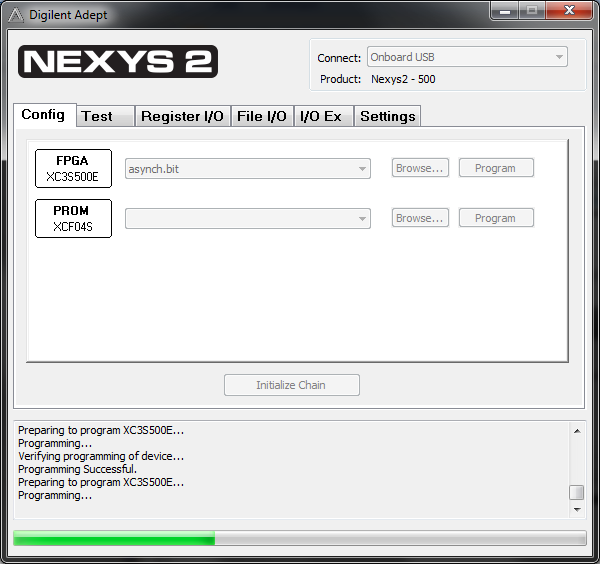 Digilent Adept
NEXYS 2
Connect: Onboard USB
Product: Nexys2 - 500
Config Test Register I/O File I/O I/O Ex Settings
FPGA
XC3S500E
asynch.bit Browse... Program
PROM
XCF04S
Browse... Program
Initialize Chain
Preparing to program XC3S500E...
Programming...
Verifying programming of device...
Programming Successful.
Preparing to program XC3S500E...
Programming...